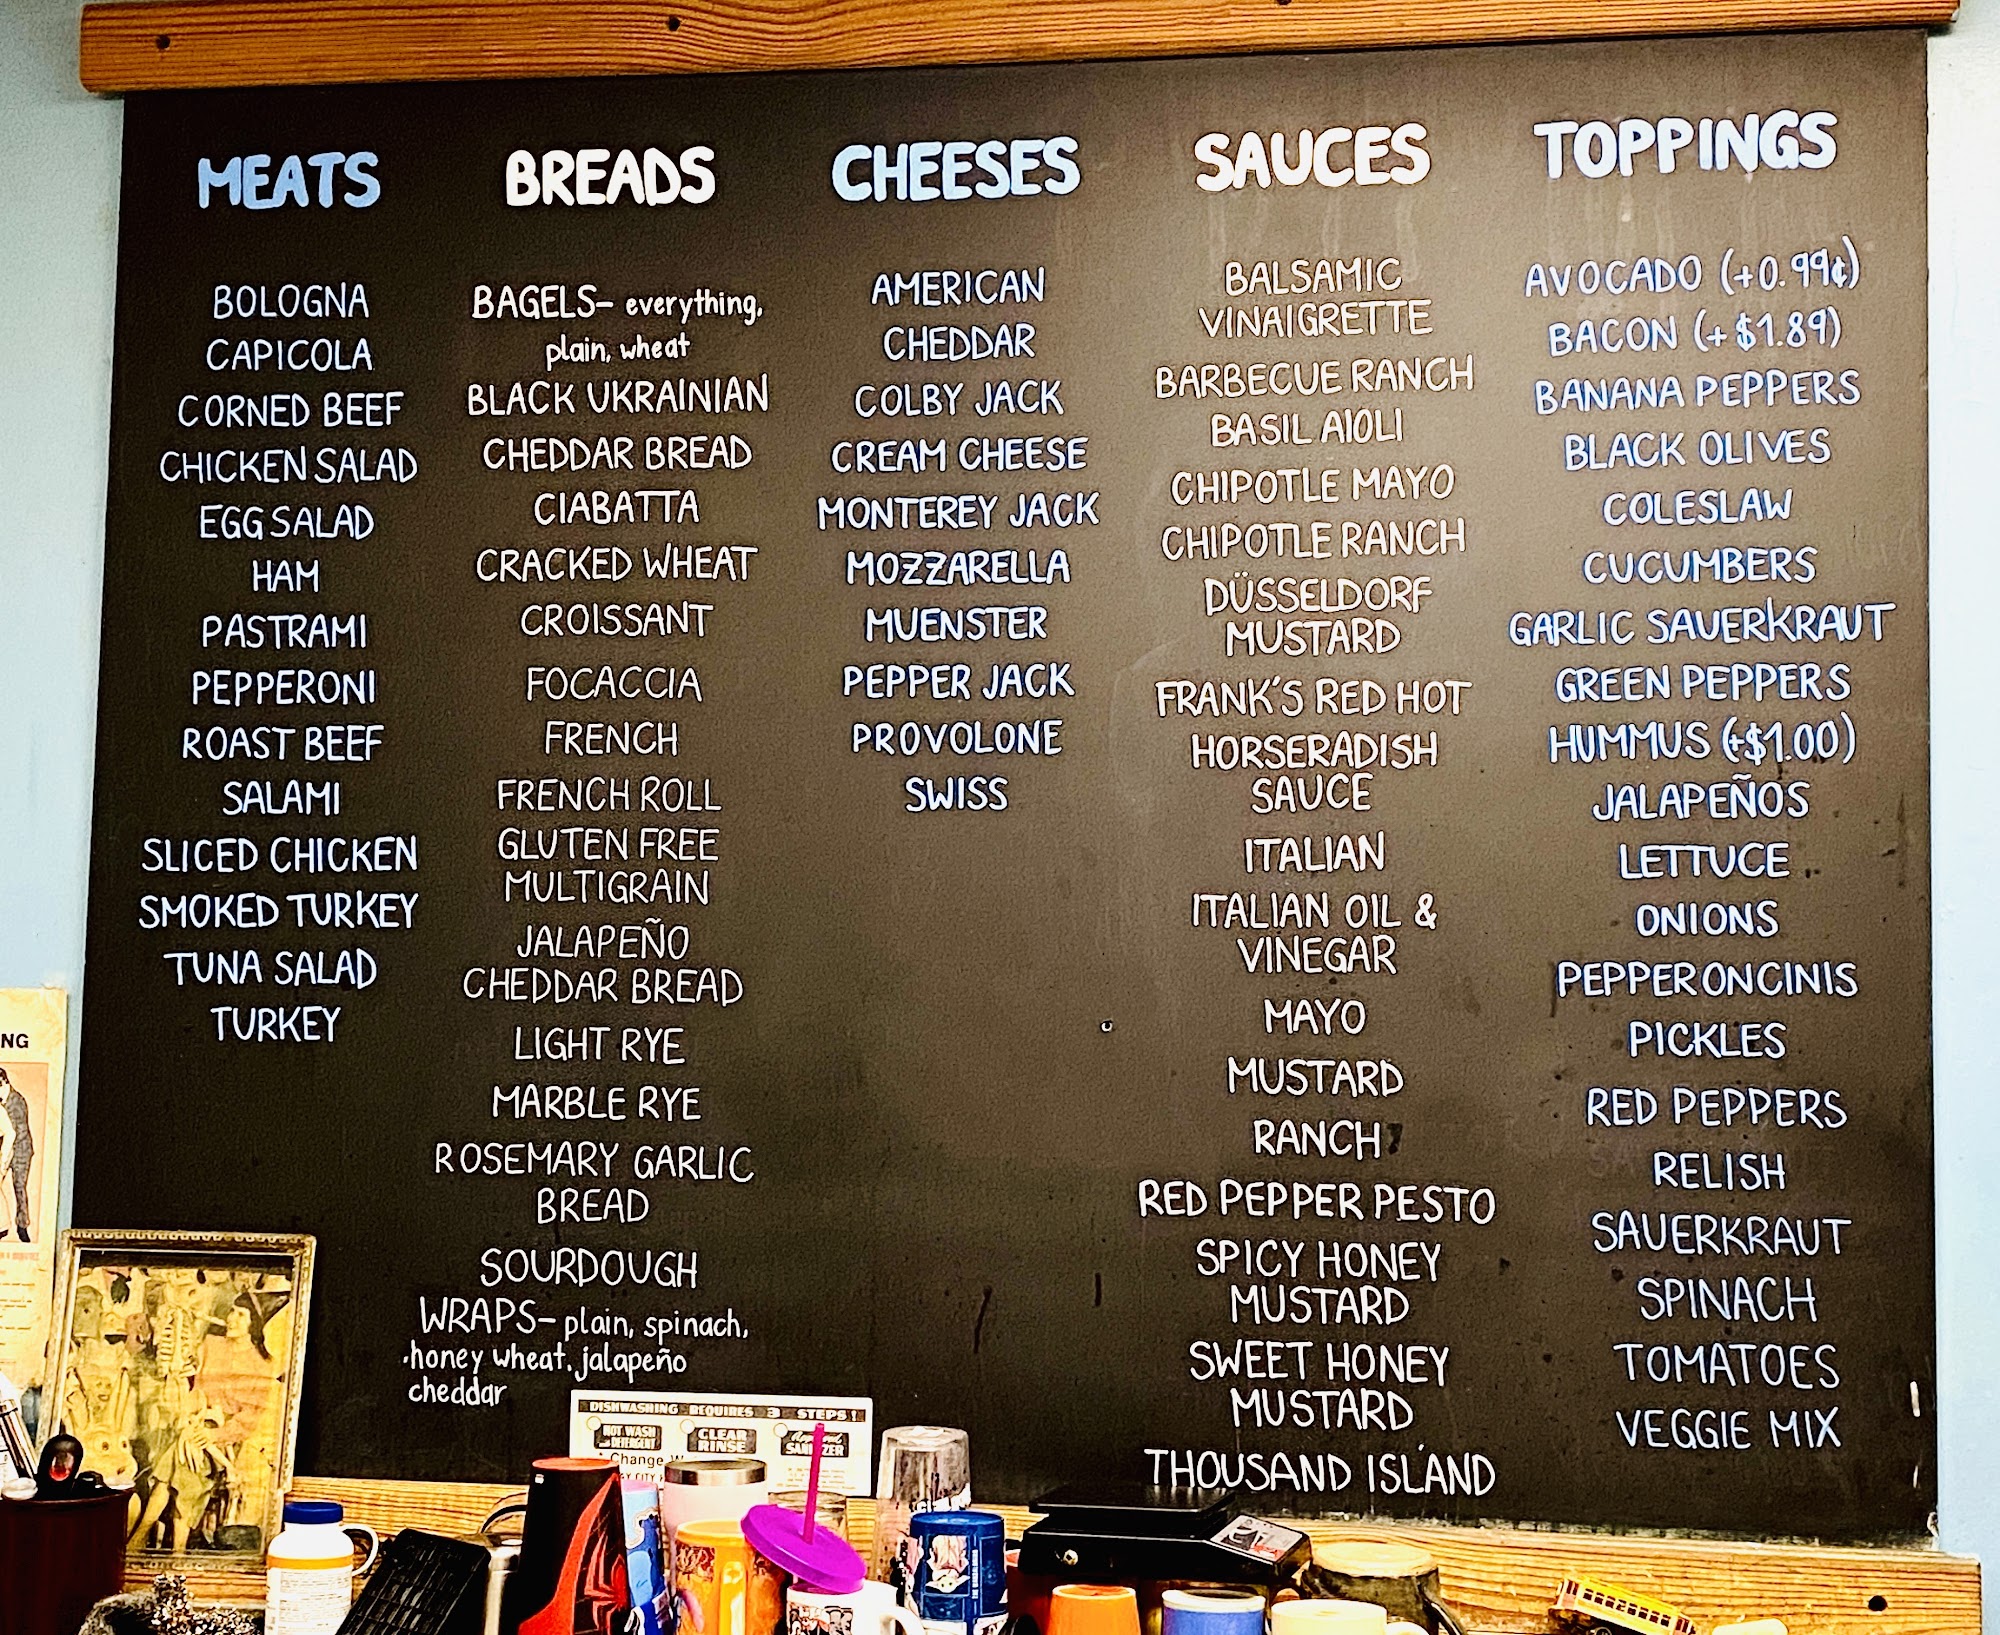 MEATS
BOLOGNA
CAPICOLA
CORNED BEEF
CHICKEN SALAD
EGG SALAD
HAM
PASTRAMI
PEPPERONI
ROAST BEEF
SALAMI
SLICED CHICKEN
SMOKED TURKEY
TUNA SALAD
TURKEY
BREADS
BAGELS- everything,
plain, wheat
BLACK UKRAINIAN
CHEDDAR BREAD
CIABATTA
CRACKED WHEAT
CROISSANT
FOCACCIA
FRENCH
FRENCH ROLL
GLUTEN FREE
MULTIGRAIN
JALAPEÑO
CHEDDAR BREAD
LIGHT RYE
MARBLE RYE
ROSEMARY GARLIC
BREAD
SOURDOUGH
WRAPS- plain, spinach,
honey wheat, jalapeño
cheddar
CHEESES
AMERICAN
CHEDDAR
COLBY JACK
CREAM CHEESE
MONTEREY JACK
MOZZARELLA
MUENSTER
PEPPER JACK
PROVOLONE
SWISS
SAUCES
BALSAMIC
VINAIGRETTE
BARBECUE RANCH
BASIL AIOLI
CHIPOTLE MAYO
CHIPOTLE RANCH
DÜSSELDORF
MUSTARD
FRANK'S RED HOT
HORSERADISH
SAUCE
ITALIAN
ITALIAN OIL &
VINEGAR
MAYO
MUSTARD
RANCH
RED PEPPER PESTO
SPICY HONEY
MUSTARD
SWEET HONEY
MUSTARD
THOUSAND ISLAND
TOPPINGS
AVOCADO (+0.99¢)
BACON (+$1.89)
BANANA PEPPERS
BLACK OLIVES
COLESLAW
CUCUMBERS
GARLIC SAUERKRAUT
GREEN PEPPERS
HUMMUS (+$1.00)
JALAPEÑOS
LETTUCE
ONIONS
PEPPERONCINIS
PICKLES
RED PEPPERS
RELISH
SAUERKRAUT
SPINACH
TOMATOES
VEGGIE MIX
NG
DISHWASHING REQUIRES 3 STEPS!
HOT WASH
CLEAR
RINSE
SANITIZER
Change